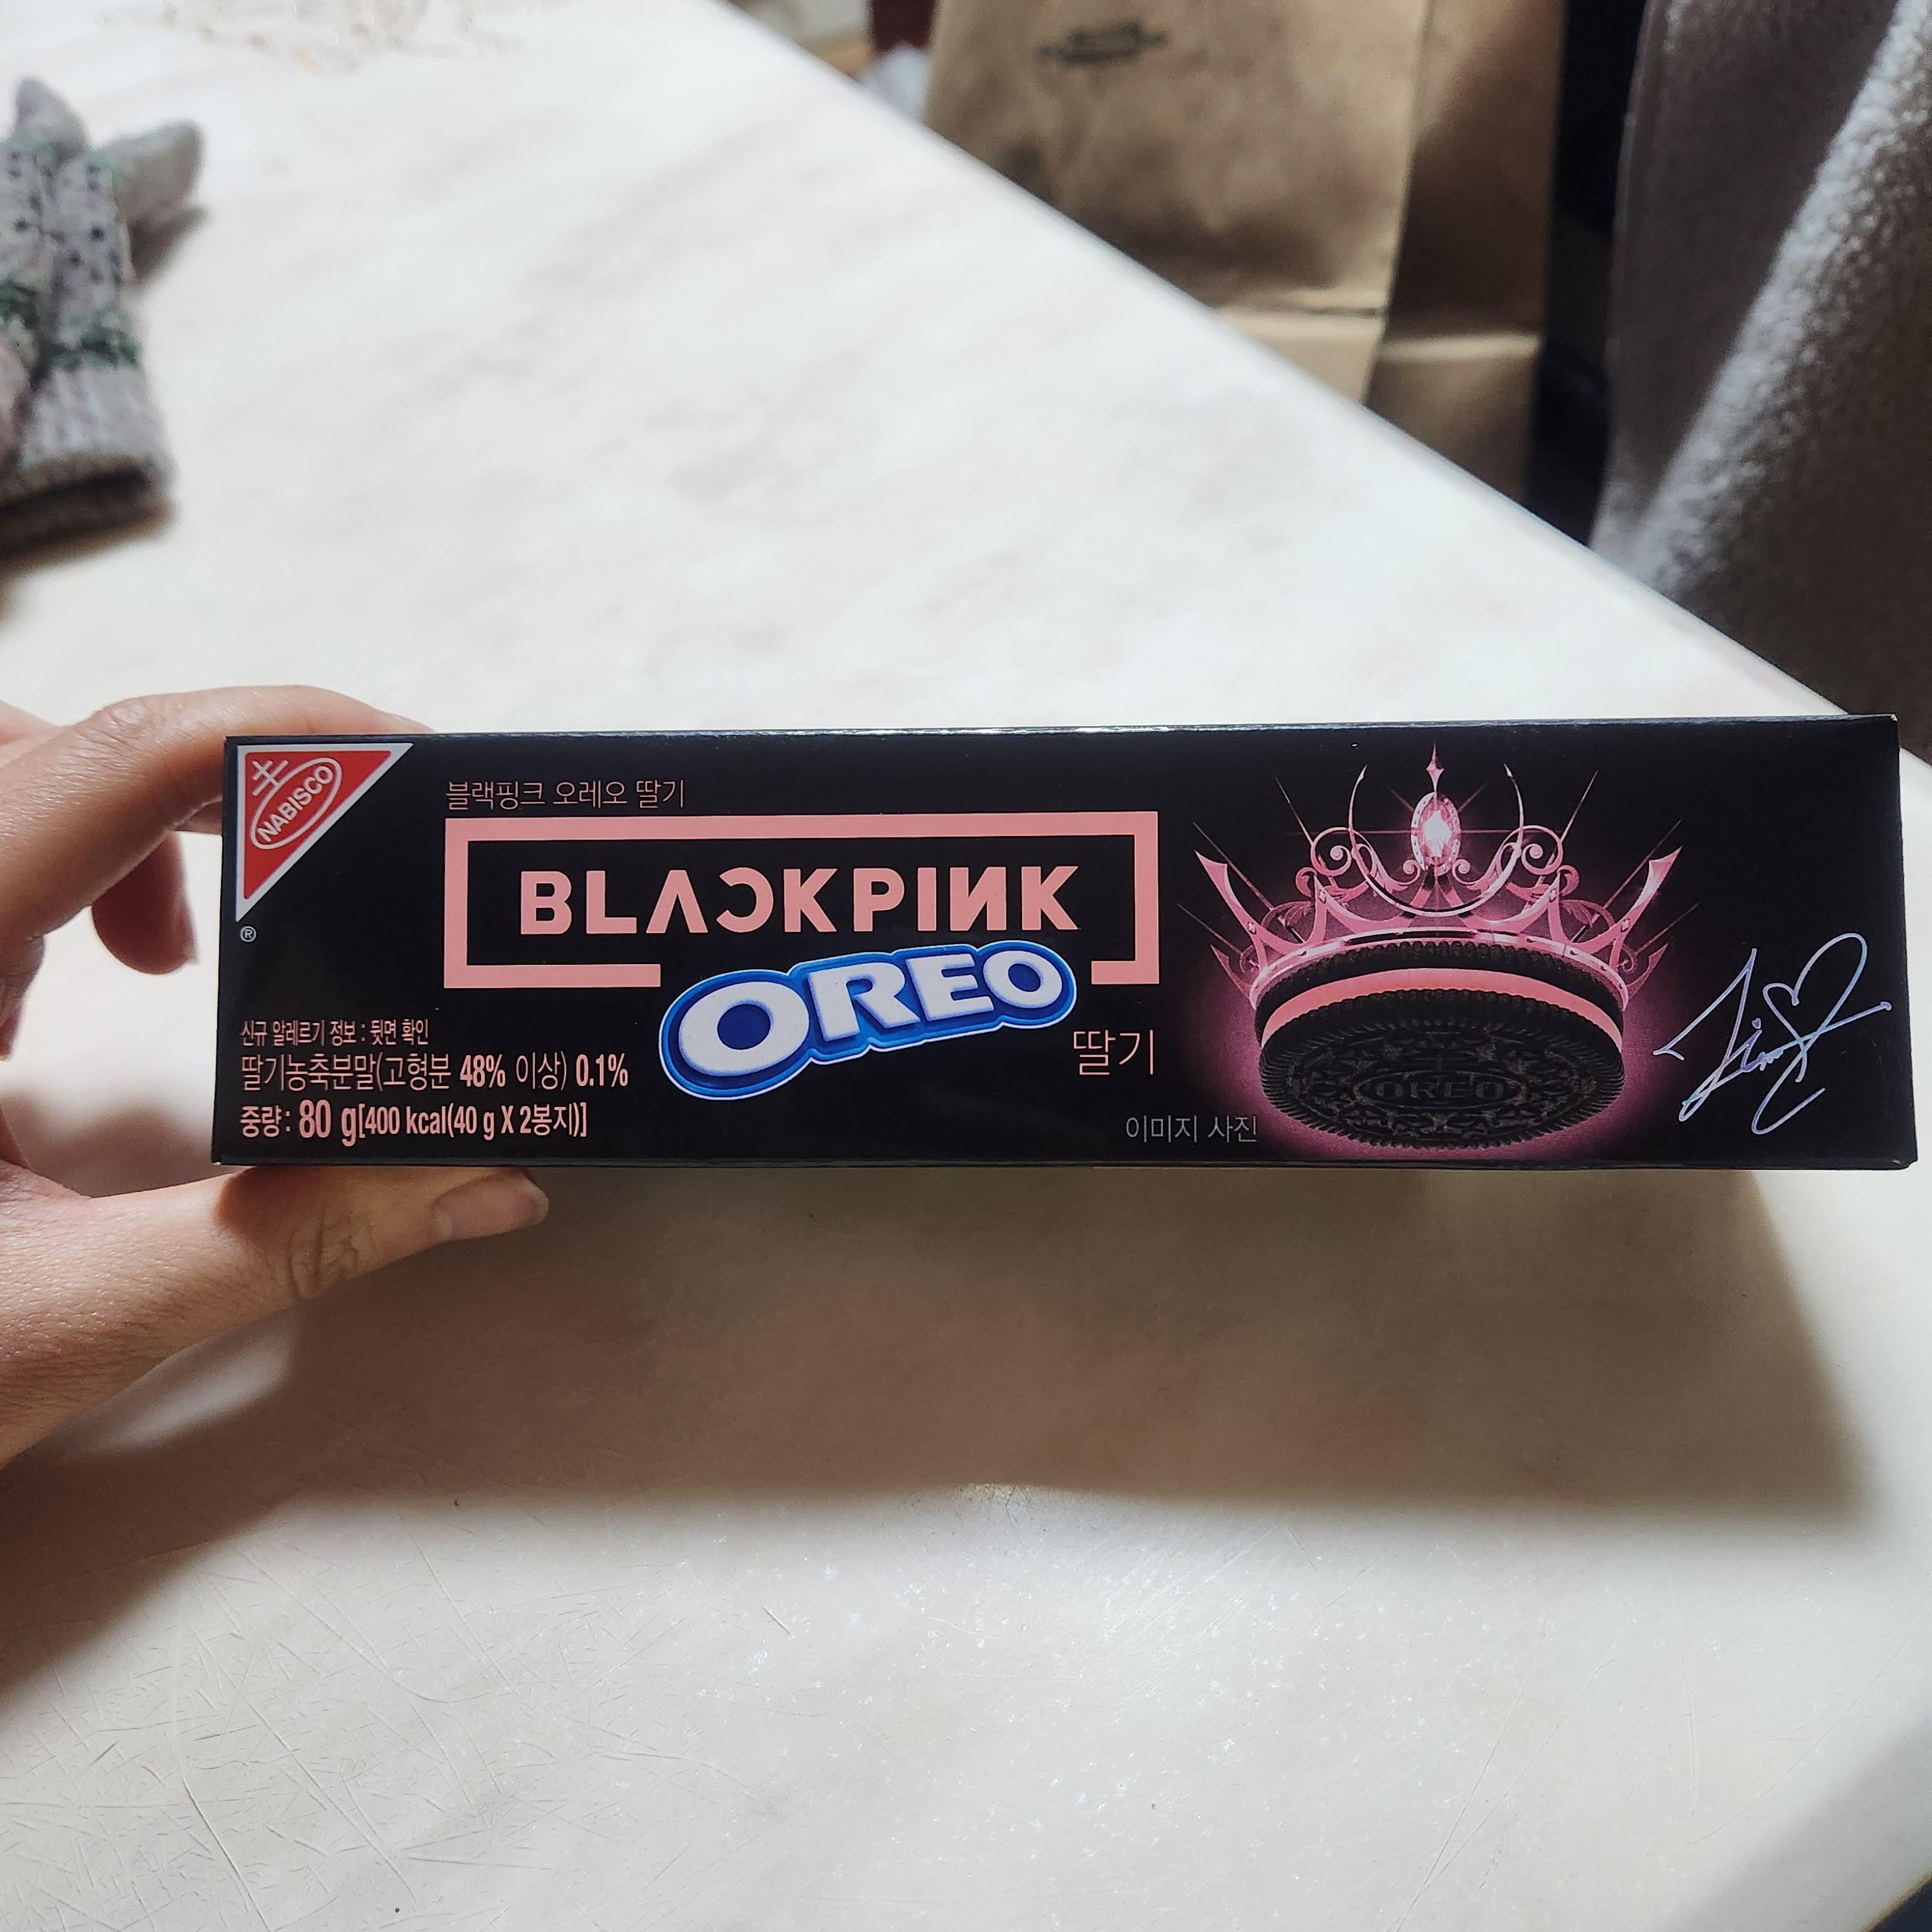 NABISCO
®
블랙핑크 오레오 딸기
BLACKPINK
OREO
딸기
신규 알레르기 정보 : 뒷면 확인
딸기농축분말(고형분 48% 이상) 0.1%
중량: 80 g[400 kcal(40 g X 2봉지)]
이미지 사진
OREO